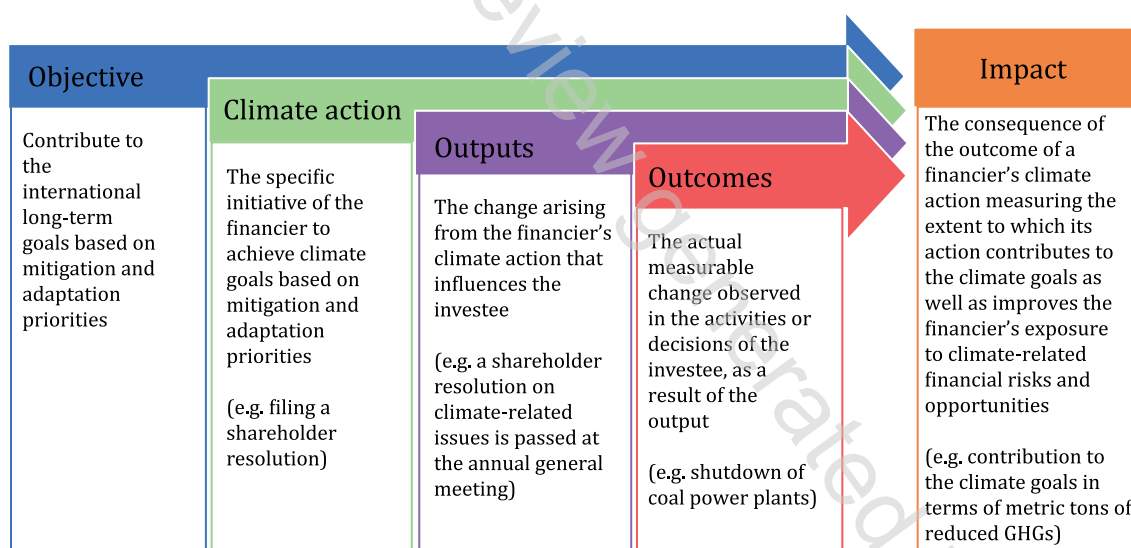 Objective
Contribute to
the
international
long-term
goals based on
mitigation and
adaptation
priorities
Climate action
The specific
initiative of the
financier to
achieve climate
goals based on
mitigation and
adaptation
priorities
(e.g. filing a
shareholder
resolution)
Outputs
The change arising
from the financier's
climate action that
influences the
investee
(e.g. a shareholder
resolution on
climate-related
issues is passed at
the annual general
meeting)
Outcomes
The actual
measurable
change observed
in the activities or
decisions of the
investee, as a
result of the
output
(e.g. shutdown of
coal power plants)
Impact
The consequence of
the outcome of a
financier's climate
action measuring the
extent to which its
action contributes to
the climate goals as
well as improves the
financier's exposure
to climate-related
financial risks and
opportunities
(e.g. contribution to
the climate goals in
terms of metric tons of
reduced GHGs)
eview generated